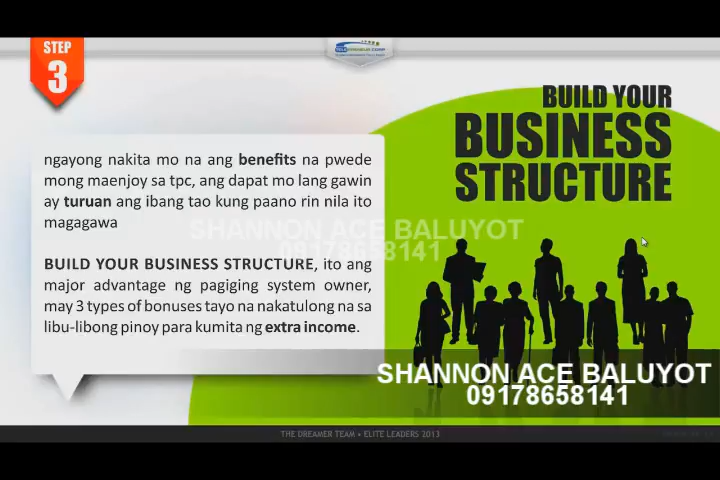 STEP
3
BUILD YOUR
BUSINESS
STRUCTURE
ngayong nakita mo na ang benefits na pwede
mong maenjoy sa tpc, ang dapat mo lang gawin
ay turuan ang ibang tao kung paano rin nila ito
magagawa
SHANNON ACE BALUYOT
09178658141
BUILD YOUR BUSINESS STRUCTURE, ito ang
major advantage ng pagiging system owner,
may 3 types of bonuses tayo na nakatulong na sa
libu-libong pinoy para kumita ng extra income.
SHANNON ACE BALUYOT
09178658141
THE DREAMER TEAM • ELITE LEADERS 2013